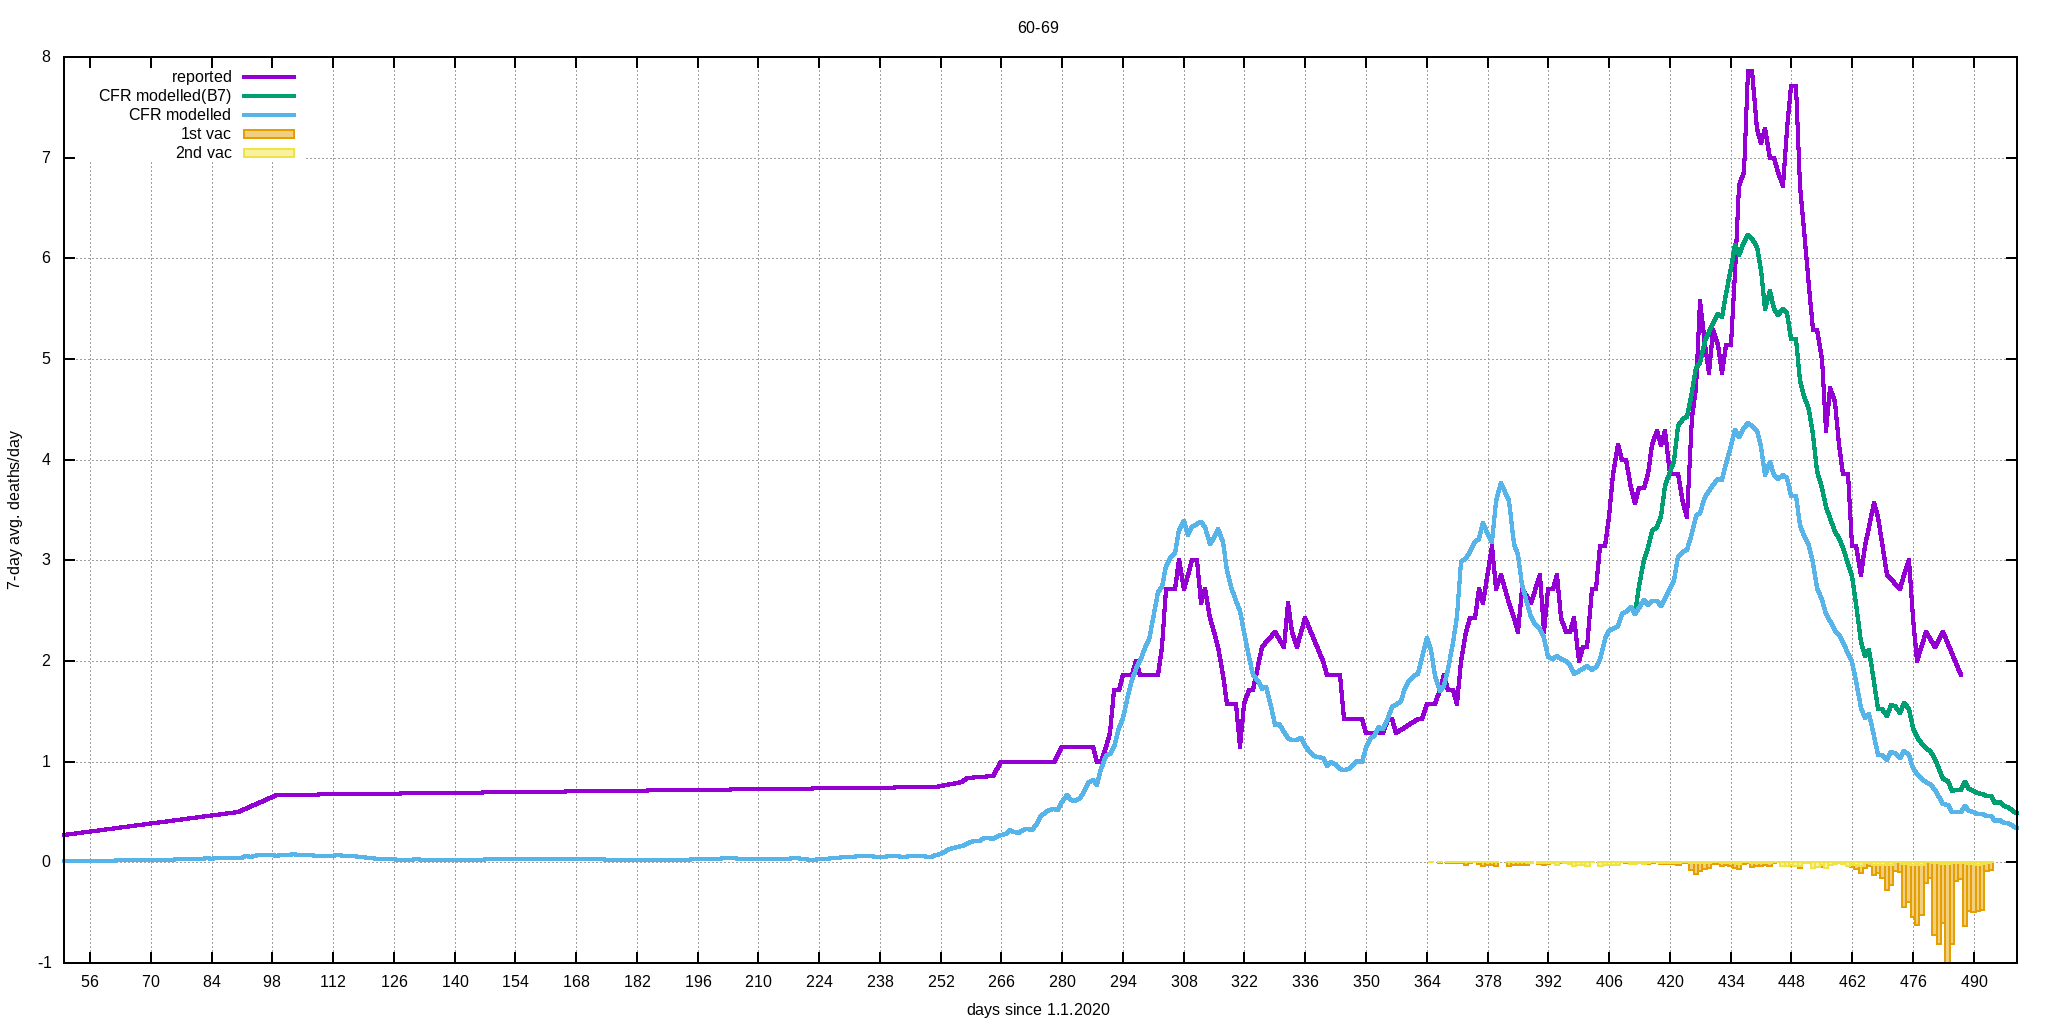 60-69
reported
CFR modelled(B7)
CFR modelled
1st vac
2nd vac
8
7
6
5
4
3
2
1
0
-1
7-day avg. deaths/day
56 70 84 98 112 126 140 154 168 182 196 210 224 238 252 266 280 294 308 322 336 350 364 378 392 406 420 434 448 462 476 490
days since 1.1.2020